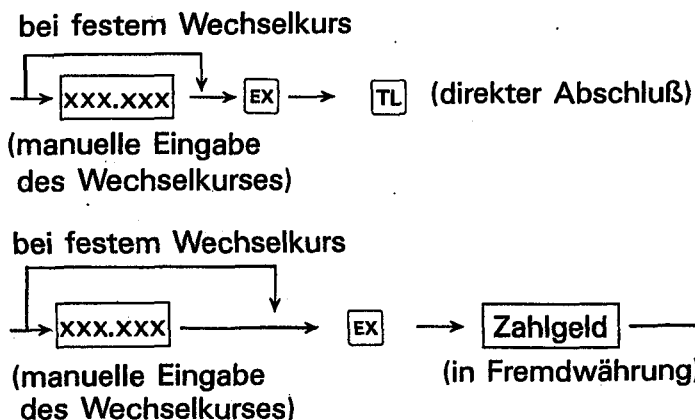 bei festem Wechselkurs
xxx.xxx EX TL (direkter Abschluß)
(manuelle Eingabe
des Wechselkurses)
bei festem Wechselkurs
xxx.xxx EX Zahlgeld
(manuelle Eingabe (in Fremdwährung)
des Wechselkurses)